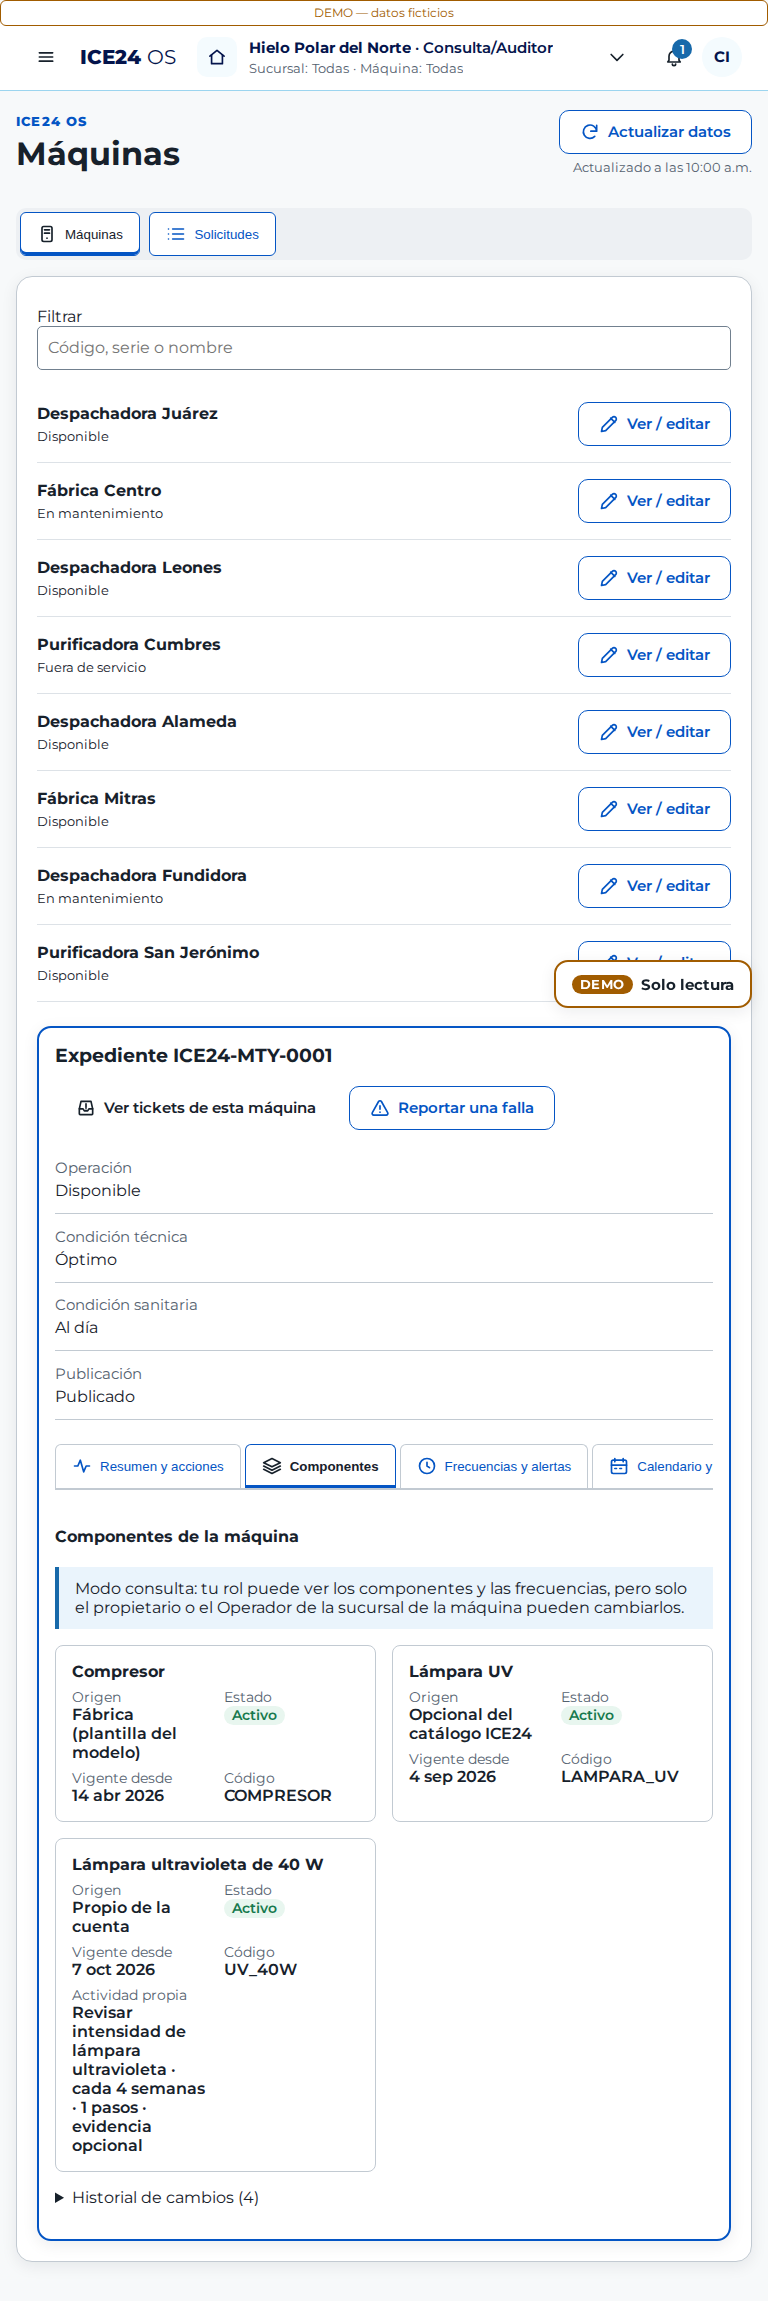 DEMO — datos ficticios
ICE24 OS
Hielo Polar del Norte · Consulta/Auditor
Sucursal: Todas · Máquina: Todas
1
CI
ICE24 OS
Máquinas
Actualizar datos
Actualizado a las 10:00 a.m.
Máquinas
Solicitudes
Filtrar
Código, serie o nombre
Despachadora Juárez
Disponible
Ver / editar
Fábrica Centro
En mantenimiento
Ver / editar
Despachadora Leones
Disponible
Ver / editar
Purificadora Cumbres
Fuera de servicio
Ver / editar
Despachadora Alameda
Disponible
Ver / editar
Fábrica Mitras
Disponible
Ver / editar
Despachadora Fundidora
En mantenimiento
Ver / editar
Purificadora San Jerónimo
Disponible
Ver / editar
DEMO Solo lectura
Expediente ICE24-MTY-0001
Ver tickets de esta máquina
Reportar una falla
Operación
Disponible
Condición técnica
Óptimo
Condición sanitaria
Al día
Publicación
Publicado
Resumen y acciones
Componentes
Frecuencias y alertas
Calendario y
Componentes de la máquina
Modo consulta: tu rol puede ver los componentes y las frecuencias, pero solo
el propietario o el Operador de la sucursal de la máquina pueden cambiarlos.
Compresor
Origen
Fábrica
(plantilla del
modelo)
Estado
Activo
Vigente desde
14 abr 2026
Código
COMPRESOR
Lámpara UV
Origen
Opcional del
catálogo ICE24
Estado
Activo
Vigente desde
4 sep 2026
Código
LAMPARA_UV
Lámpara ultravioleta de 40 W
Origen
Propio de la
cuenta
Estado
Activo
Vigente desde
7 oct 2026
Código
UV_40W
Actividad propia
Revisar
intensidad de
lámpara
ultravioleta ·
cada 4 semanas
· 1 pasos ·
evidencia
opcional
Historial de cambios (4)